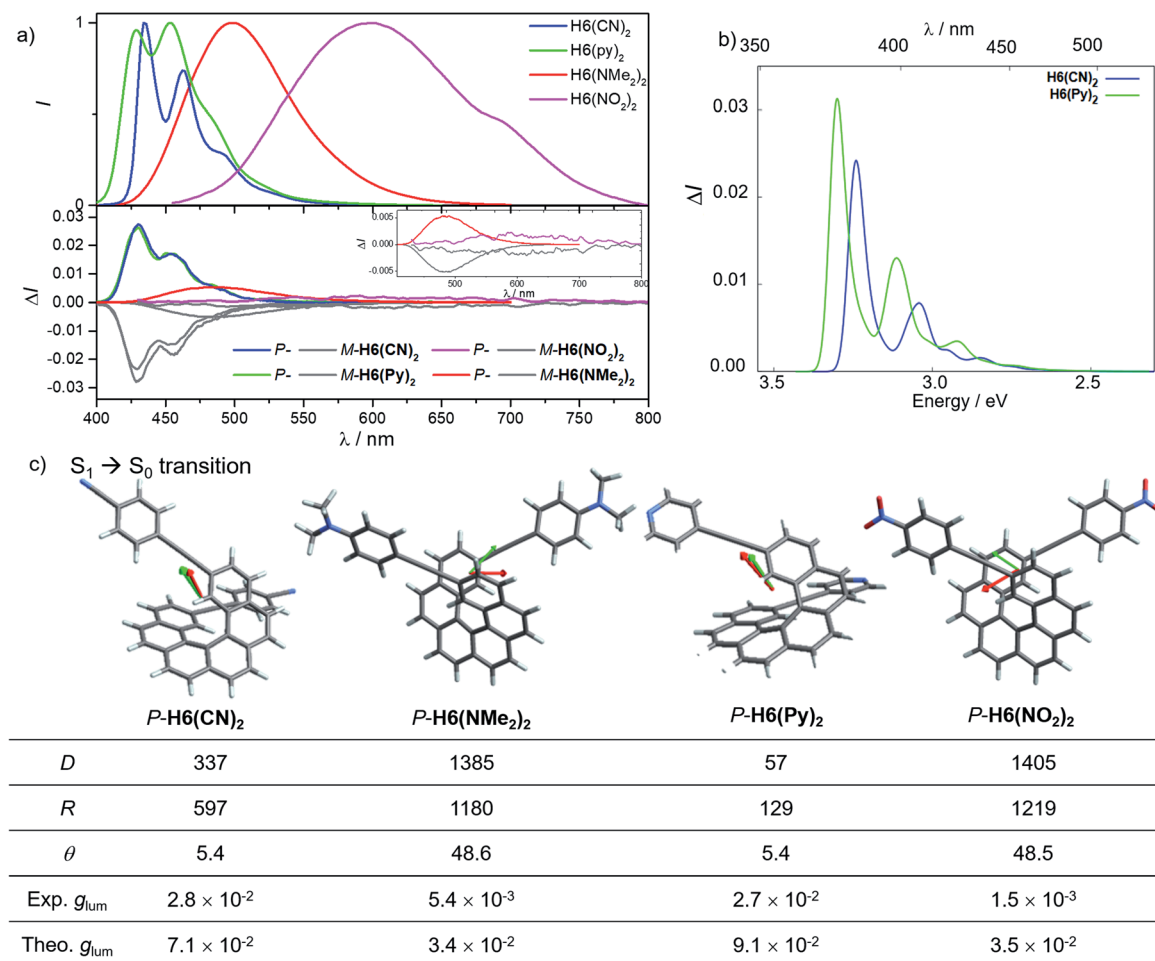 a)
I
1
0
H6(CN)₂
H6(py)₂
H6(NMe₂)₂
H6(NO₂)₂
ΔI
0.03
0.02
0.01
0.00
-0.01
-0.02
-0.03
ΔI
0.005
0.000
-0.005
500 600 700 800
λ / nm
P- M-H6(CN)₂ P- M-H6(NO₂)₂
P- M-H6(Py)₂ P- M-H6(NMe₂)₂
400 450 500 550 600 650 700 750 800
λ / nm
b)
λ / nm
350 400 450 500
H6(CN)₂
H6(Py)₂
ΔI
0.03
0.02
0.01
0.00
3.5 3.0 2.5
Energy / eV
c) S₁ → S₀ transition
P-H6(CN)₂ P-H6(NMe₂)₂ P-H6(Py)₂ P-H6(NO₂)₂
D 337 1385 57 1405
R 597 1180 129 1219
θ 5.4 48.6 5.4 48.5
Exp. g_lum 2.8 × 10⁻² 5.4 × 10⁻³ 2.7 × 10⁻² 1.5 × 10⁻³
Theo. g_lum 7.1 × 10⁻² 3.4 × 10⁻² 9.1 × 10⁻² 3.5 × 10⁻²